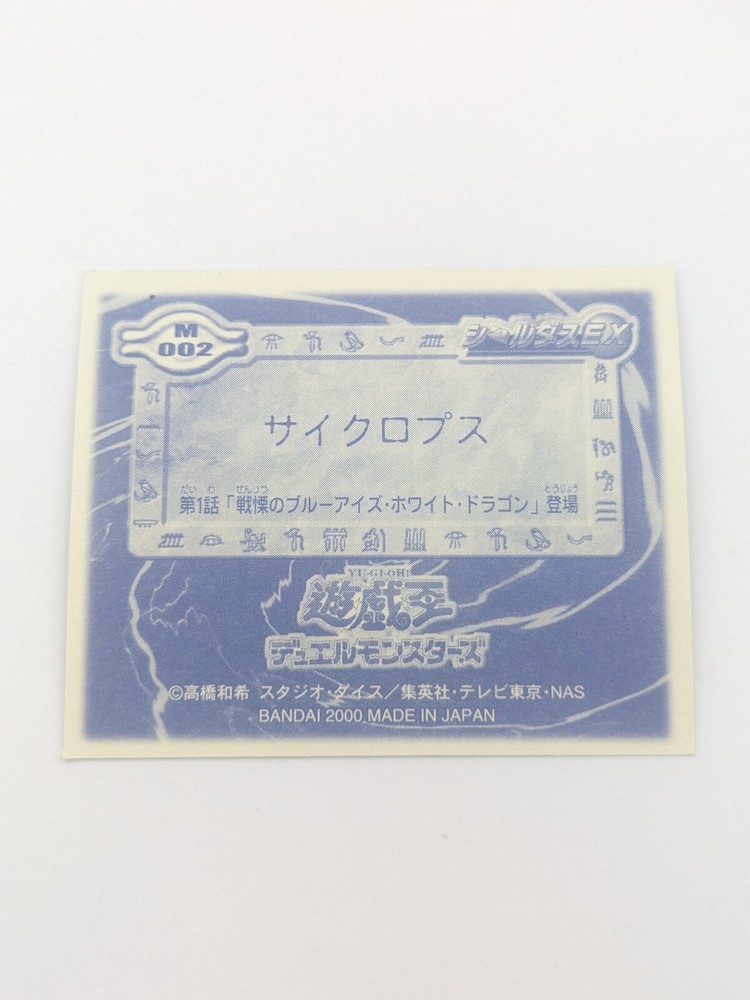 M
002
シールダスEX
サイクロプス
だい わ せんりつ とうじょう
第1話「戦慄のブルーアイズ・ホワイト・ドラゴン」登場
YU-GI-OH!
遊戯王
デュエルモンスターズ
©高橋和希 スタジオ・ダイス／集英社・テレビ東京・NAS
BANDAI 2000 MADE IN JAPAN